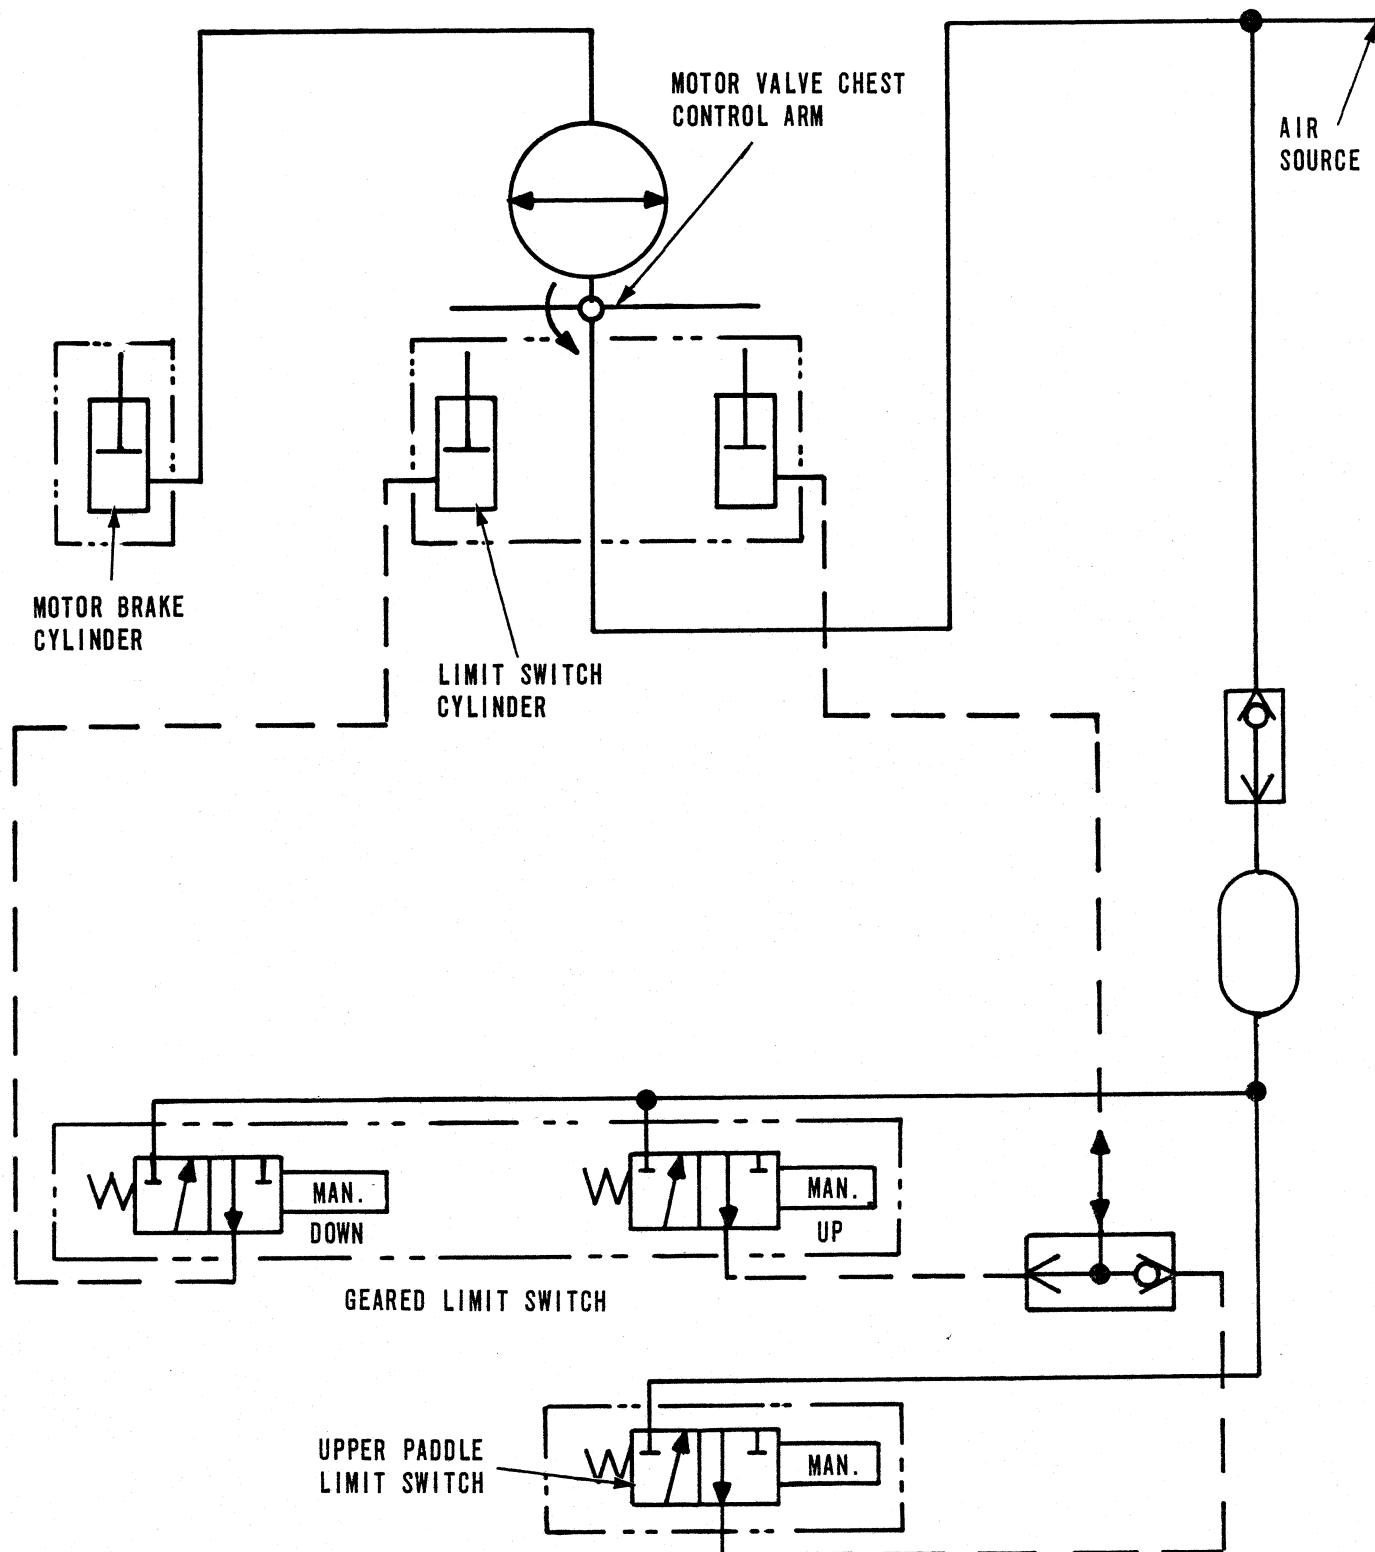 MOTOR VALVE CHEST
CONTROL ARM
AIR
SOURCE
MOTOR BRAKE
CYLINDER
LIMIT SWITCH
CYLINDER
MAN.
DOWN
MAN.
UP
GEARED LIMIT SWITCH
UPPER PADDLE
LIMIT SWITCH
MAN.